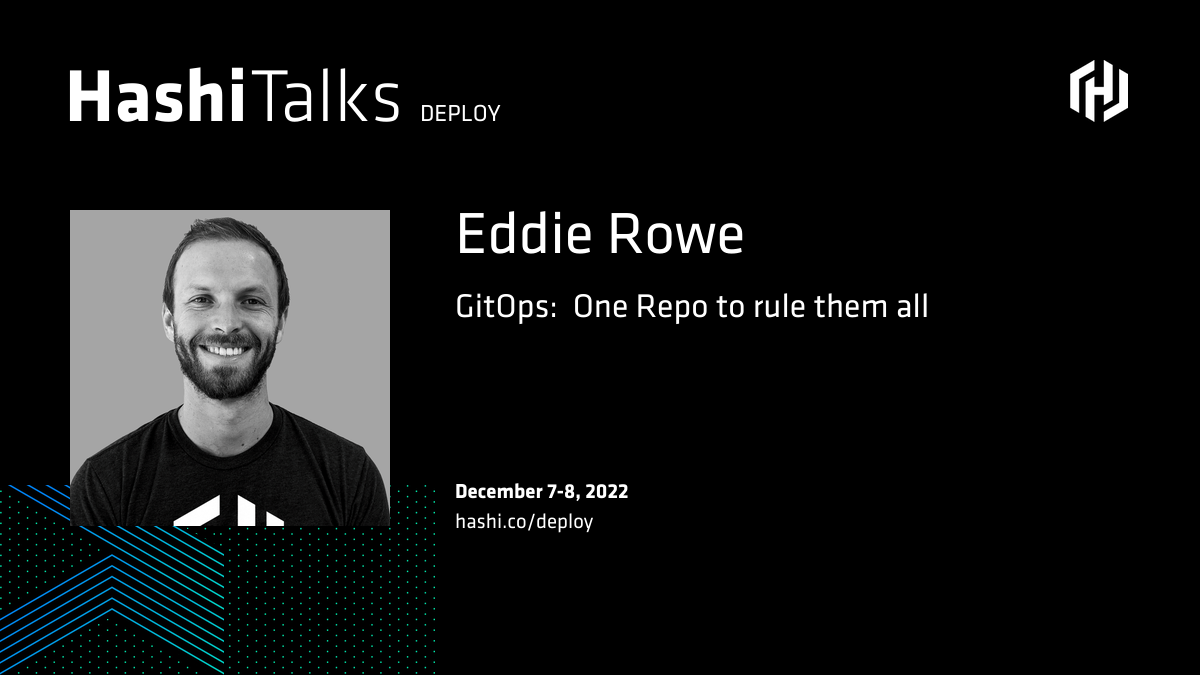 HashiTalks DEPLOY
Eddie Rowe
GitOps:  One Repo to rule them all
December 7-8, 2022
hashi.co/deploy